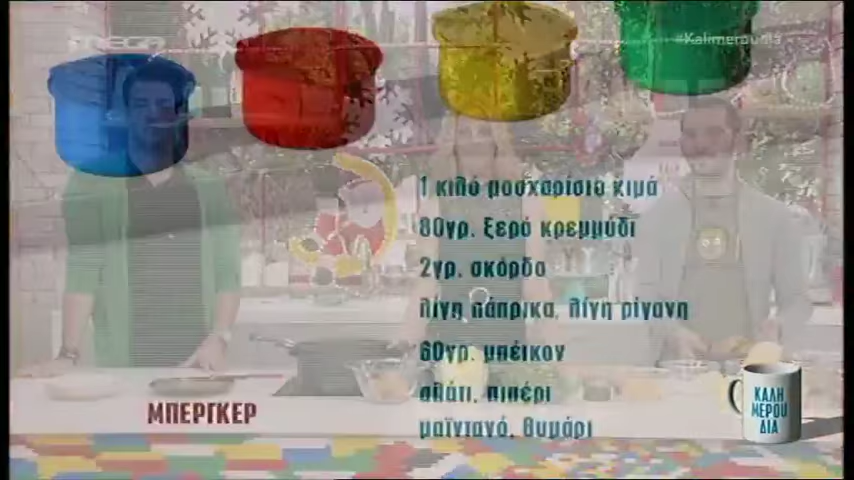 MEGA
#Kalimeroudia
1 κιλό μοσχαρίσιο κιμά
80γρ. ξερό κρεμμύδι
2γρ. σκόρδο
λίγη πάπρικα, λίγη ρίγανη
60γρ. μπέικον
αλάτι, πιπέρι
μαϊντανό, θυμάρι
ΜΠΕΡΓΚΕΡ
ΚΑΛΗ
ΜΕΡΟΥ
ΔΙΑ